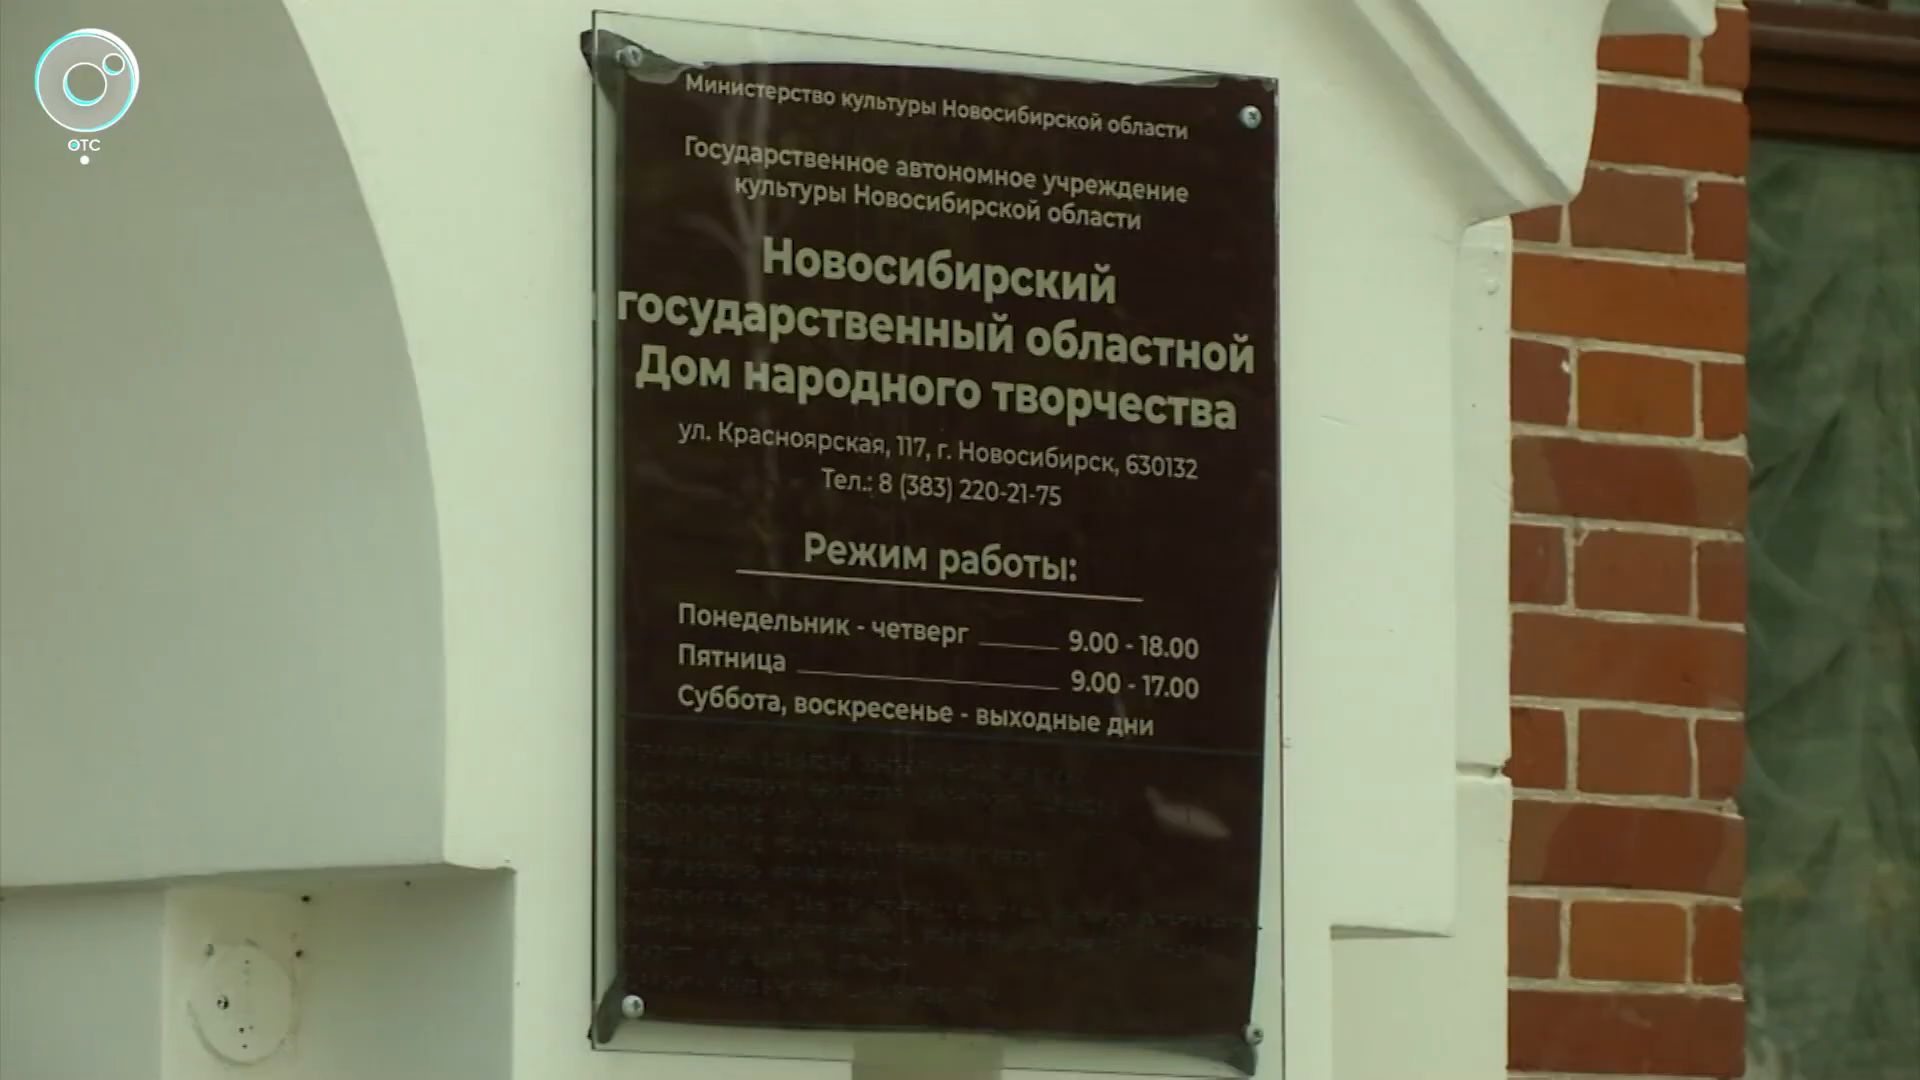 ОТС
Министерство культуры Новосибирской области
Государственное автономное учреждение
культуры Новосибирской области
Новосибирский
государственный областной
Дом народного творчества
ул. Красноярская, 117, г. Новосибирск, 630132
Тел.: 8 (383) 220-21-75
Режим работы:
Понедельник - четверг 9.00 - 18.00
Пятница 9.00 - 17.00
Суббота, воскресенье - выходные дни